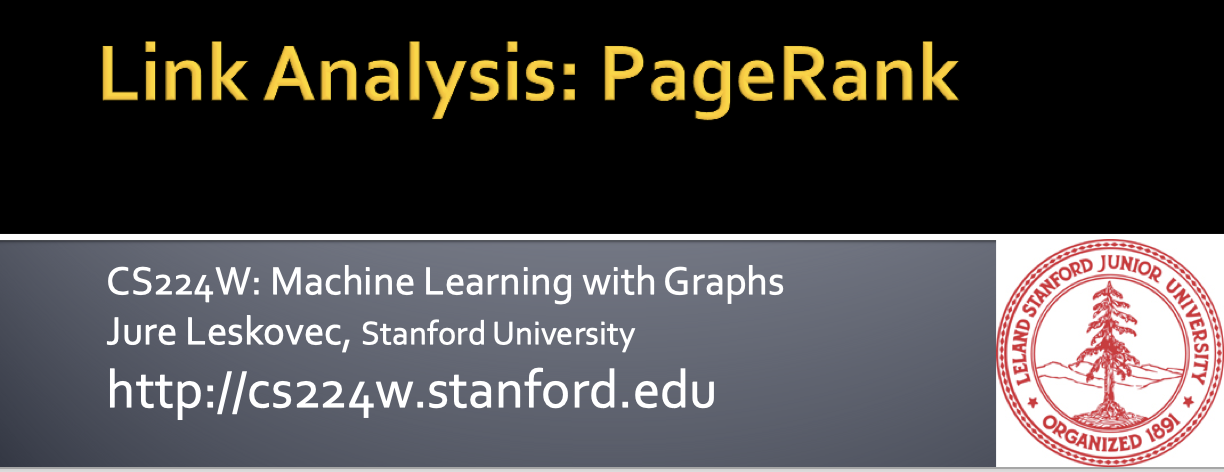 Link Analysis: PageRank
CS224W: Machine Learning with Graphs
Jure Leskovec, Stanford University
http://cs224w.stanford.edu
LELAND STANFORD JUNIOR UNIVERSITY
ORGANIZED 1891